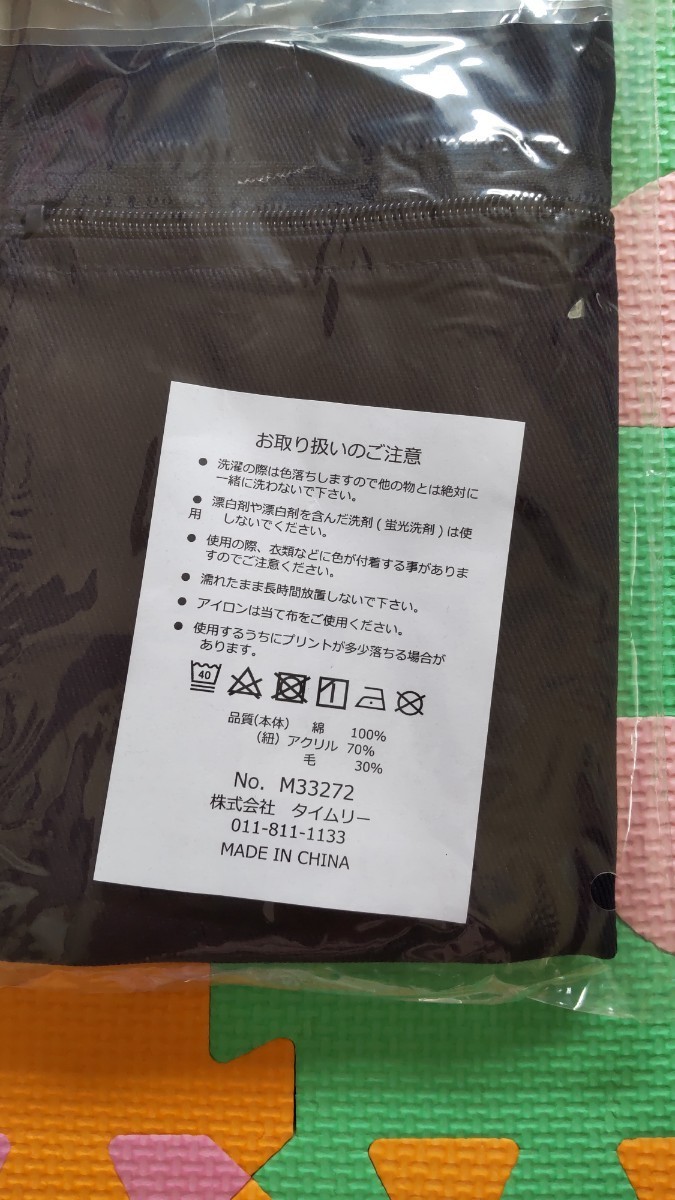 お取り扱いのご注意
● 洗濯の際は色落ちしますので他の物とは絶対に
一緒に洗わないで下さい。
● 漂白剤や漂白剤を含んだ洗剤(蛍光洗剤)は使
用 しないでください。
● 使用の際、衣類などに色が付着する事がありま
すのでご注意ください。
● 濡れたまま長時間放置しないで下さい。
● アイロンは当て布をご使用ください。
● 使用するうちにプリントが多少落ちる場合が
あります。
40
品質(本体) 綿 100%
(紐) アクリル 70%
毛 30%
No. M33272
株式会社 タイムリー
011-811-1133
MADE IN CHINA